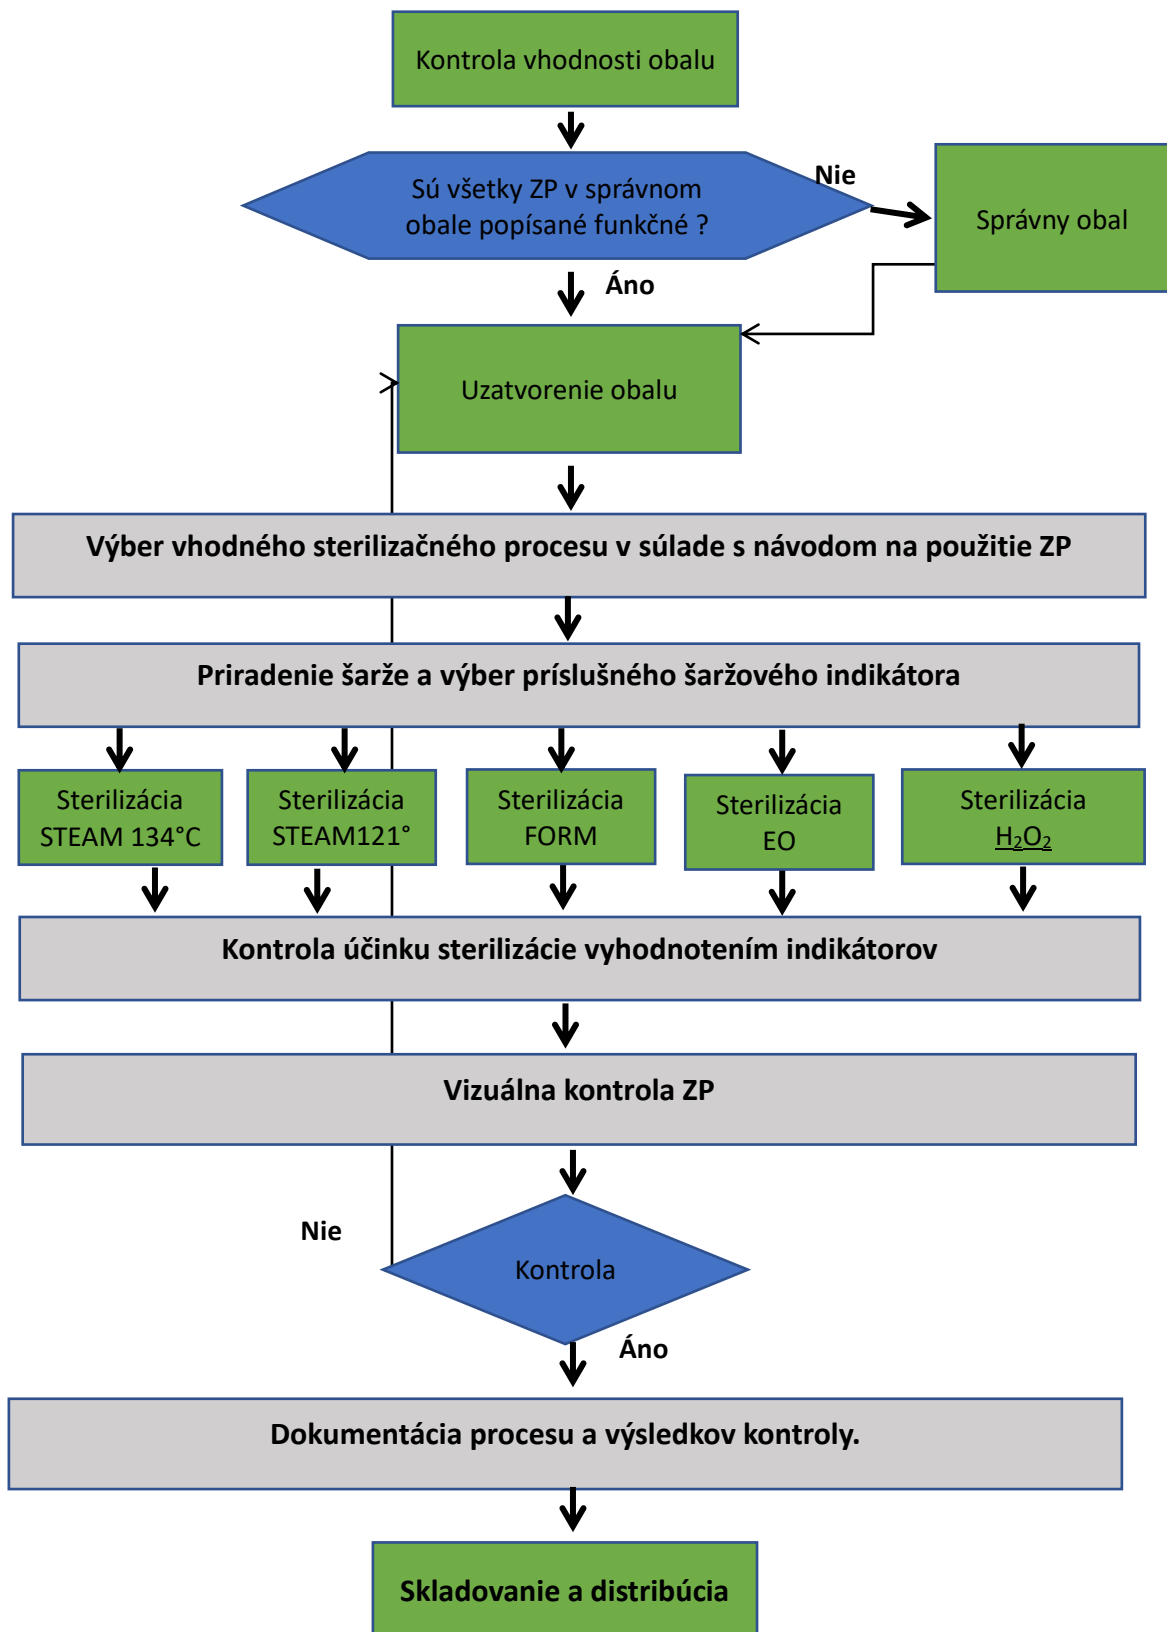 Kontrola vhodnosti obalu
Sú všetky ZP v správnom
obale popísané funkčné ?
Nie
Správny obal
Áno
Uzatvorenie obalu
Výber vhodného sterilizačného procesu v súlade s návodom na použitie ZP
Priradenie šarže a výber príslušného šaržového indikátora
Sterilizácia
STEAM 134°C
Sterilizácia
STEAM121°
Sterilizácia
FORM
Sterilizácia
EO
Sterilizácia
H₂O₂
Kontrola účinku sterilizácie vyhodnotením indikátorov
Vizuálna kontrola ZP
Nie
Kontrola
Áno
Dokumentácia procesu a výsledkov kontroly.
Skladovanie a distribúcia